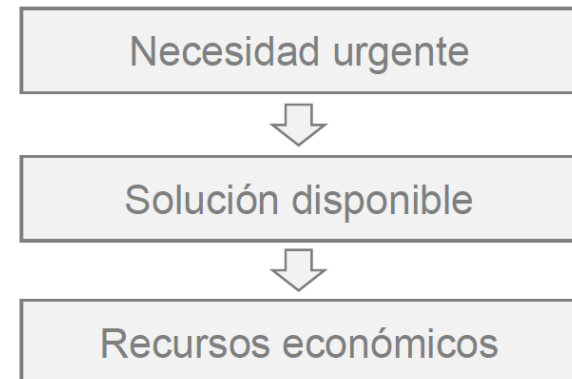 Necesidad urgente
Solución disponible
Recursos económicos